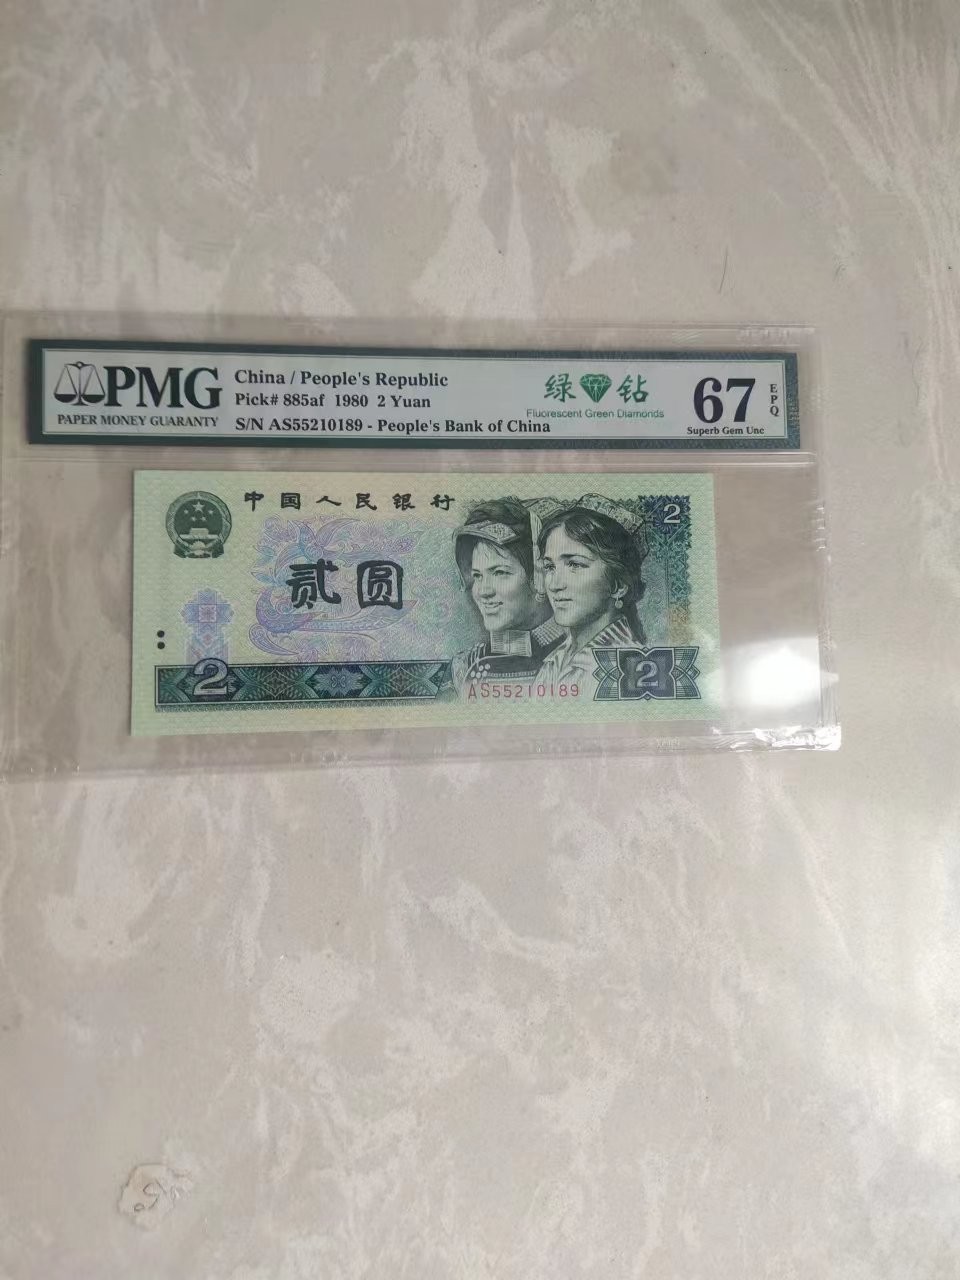 PMG
PAPER MONEY GUARANTY
China / People's Republic
Pick# 885af 1980 2 Yuan
S/N AS55210189 - People's Bank of China
绿 钻
Fluorescent Green Diamonds
67
EPQ
Superb Gem Unc
中国人民银行
2
贰圆
2
AS55210189
2